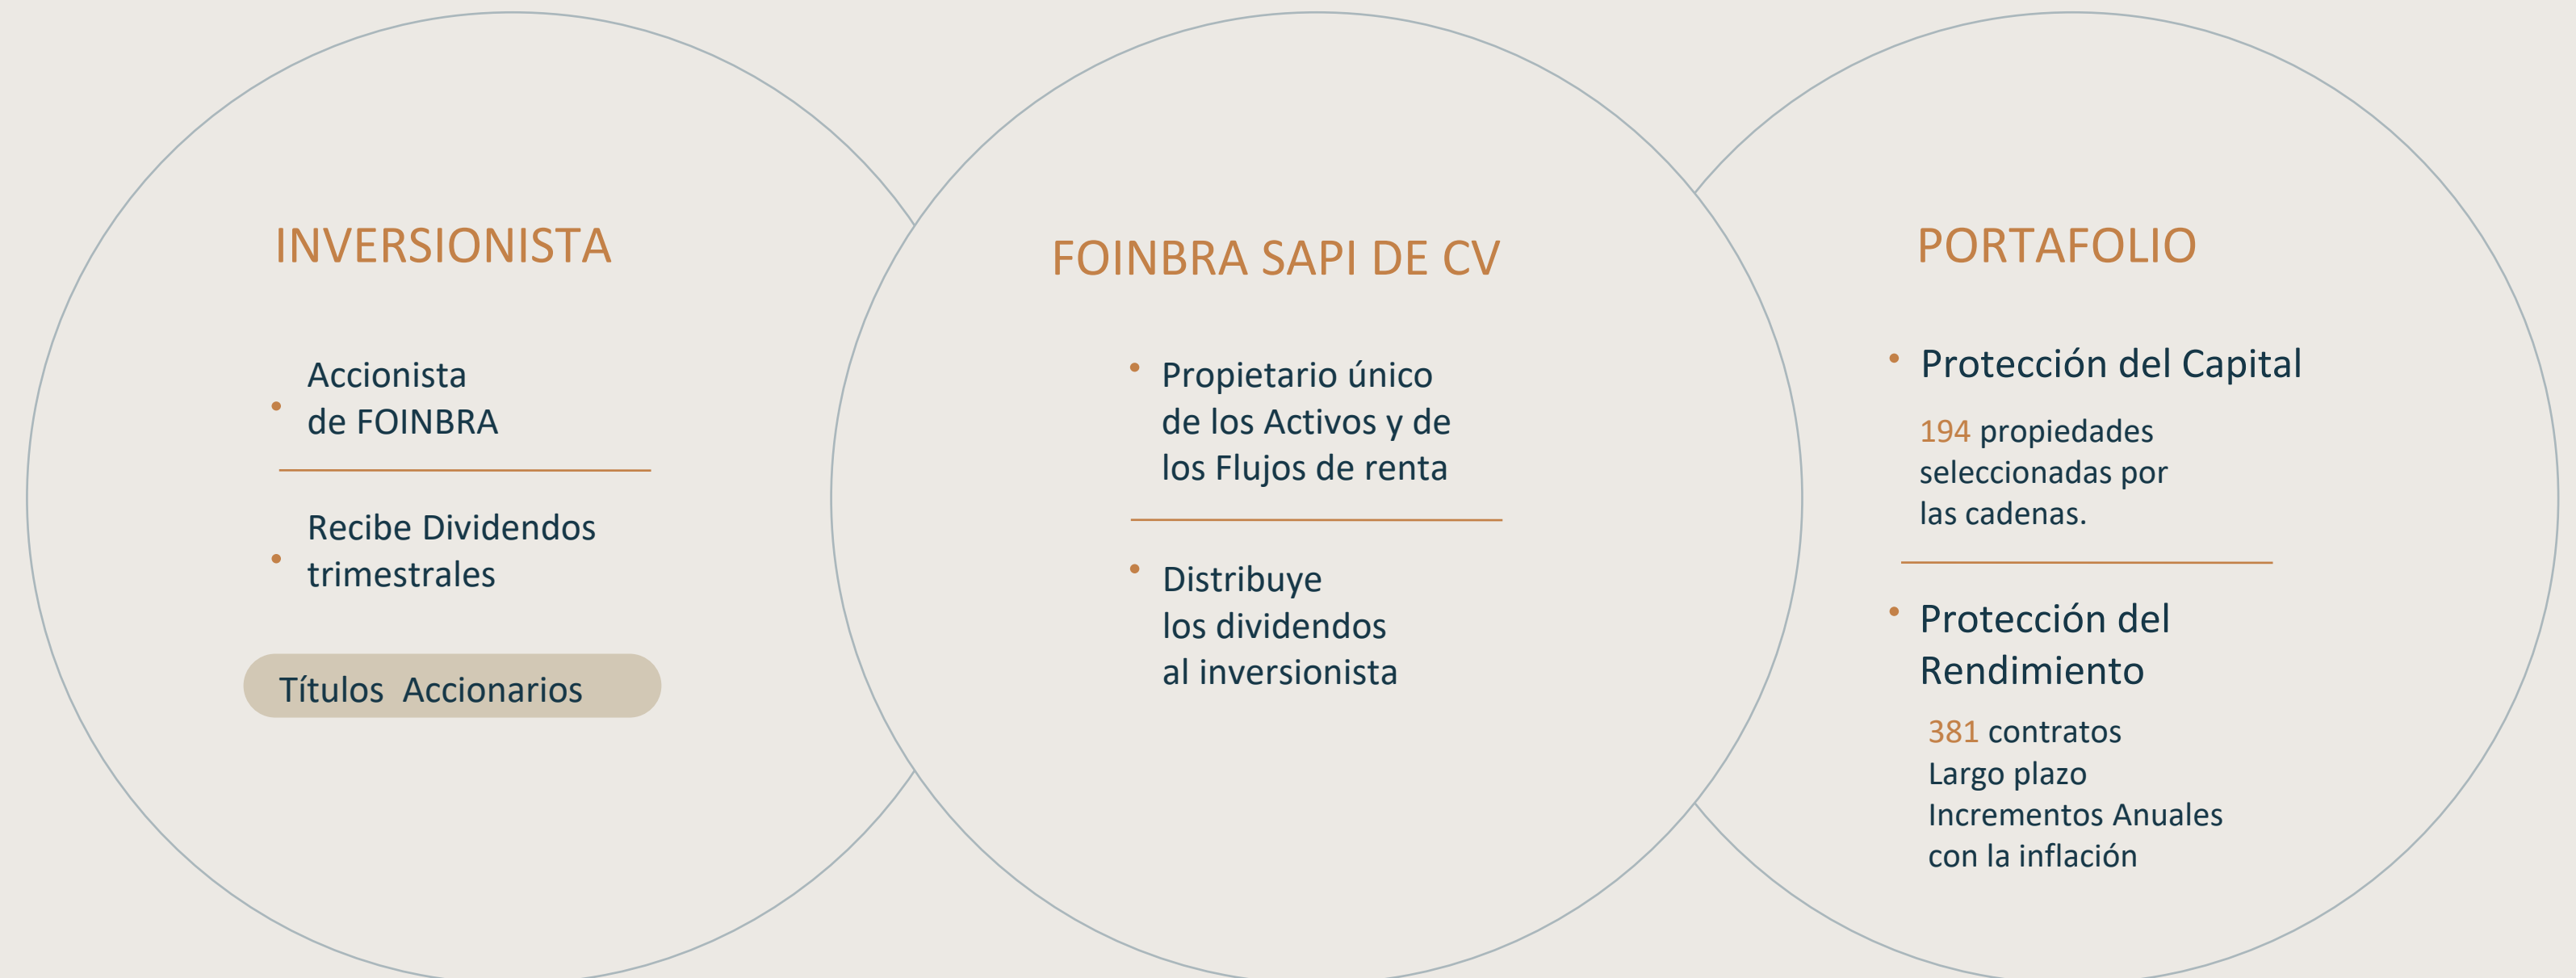 INVERSIONISTA
Accionista
de FOINBRA
Recibe Dividendos
trimestrales
Títulos Accionarios
FOINBRA SAPI DE CV
Propietario único
de los Activos y de
los Flujos de renta
Distribuye
los dividendos
al inversionista
PORTAFOLIO
Protección del Capital
194 propiedades
seleccionadas por
las cadenas.
Protección del
Rendimiento
381 contratos
Largo plazo
Incrementos Anuales
con la inflación